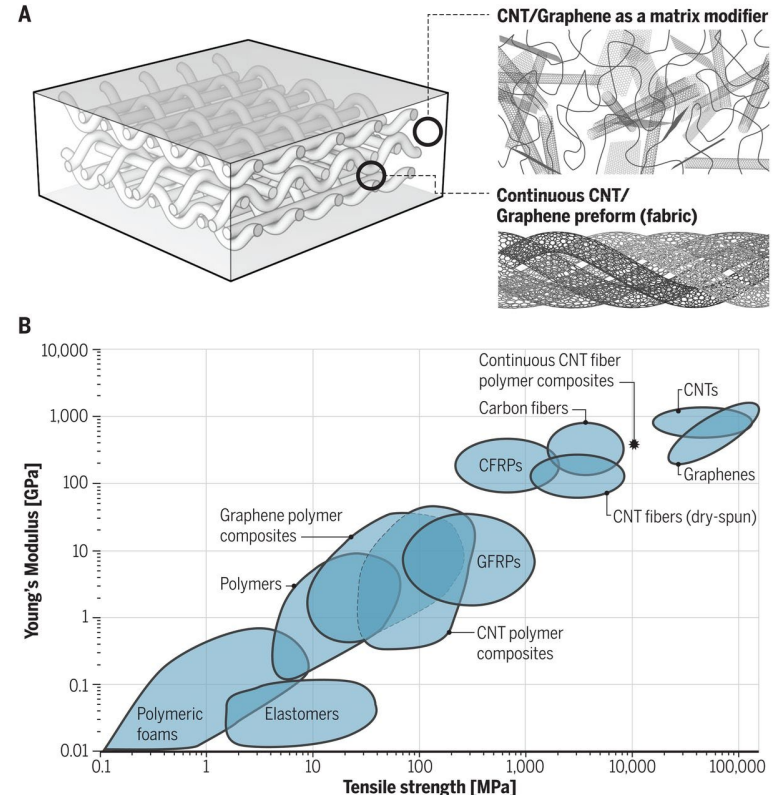 A
CNT/Graphene as a matrix modifier
Continuous CNT/
Graphene preform (fabric)
B
10,000
1,000
100
10
1
0.1
0.01
Young's Modulus [GPa]
Continuous CNT fiber
polymer composites
Carbon fibers
CNTs
CFRPs
Graphenes
CNT fibers (dry-spun)
Graphene polymer
composites
GFRPs
Polymers
CNT polymer
composites
Polymeric
foams
Elastomers
0.1
1
10
100
1,000
10,000
100,000
Tensile strength [MPa]